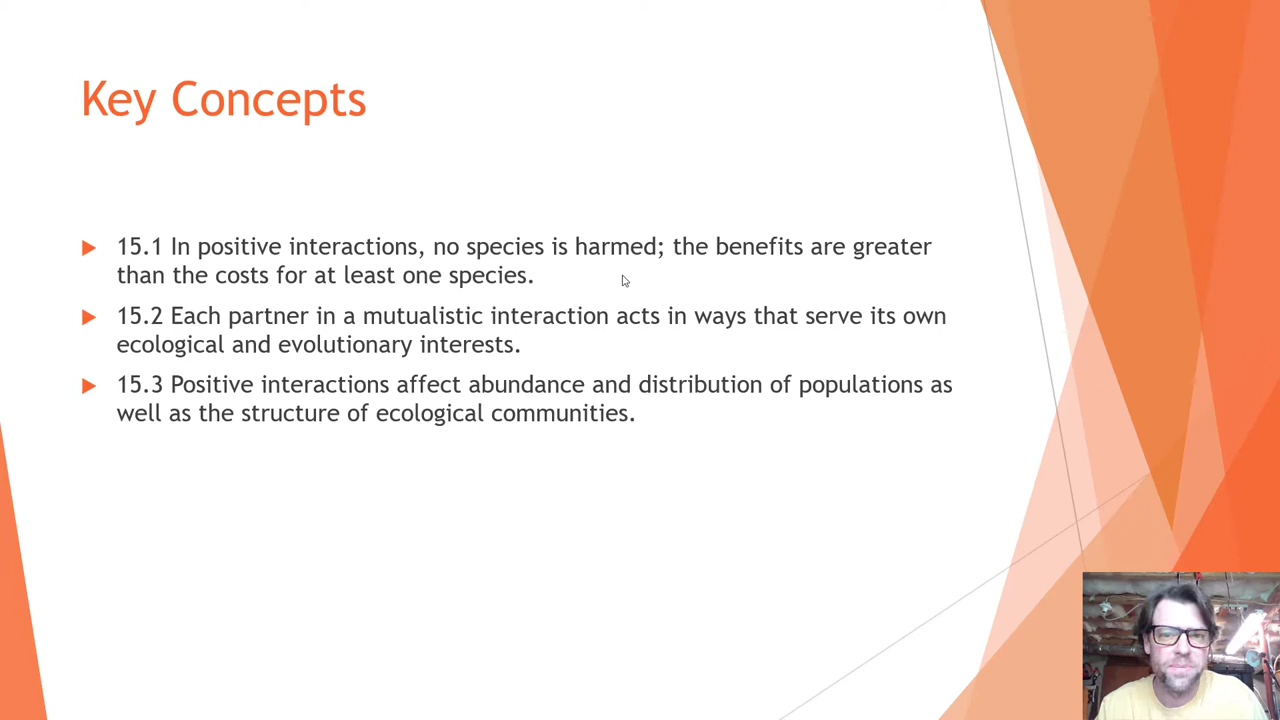 Key Concepts
15.1 In positive interactions, no species is harmed; the benefits are greater
than the costs for at least one species.
15.2 Each partner in a mutualistic interaction acts in ways that serve its own
ecological and evolutionary interests.
15.3 Positive interactions affect abundance and distribution of populations as
well as the structure of ecological communities.